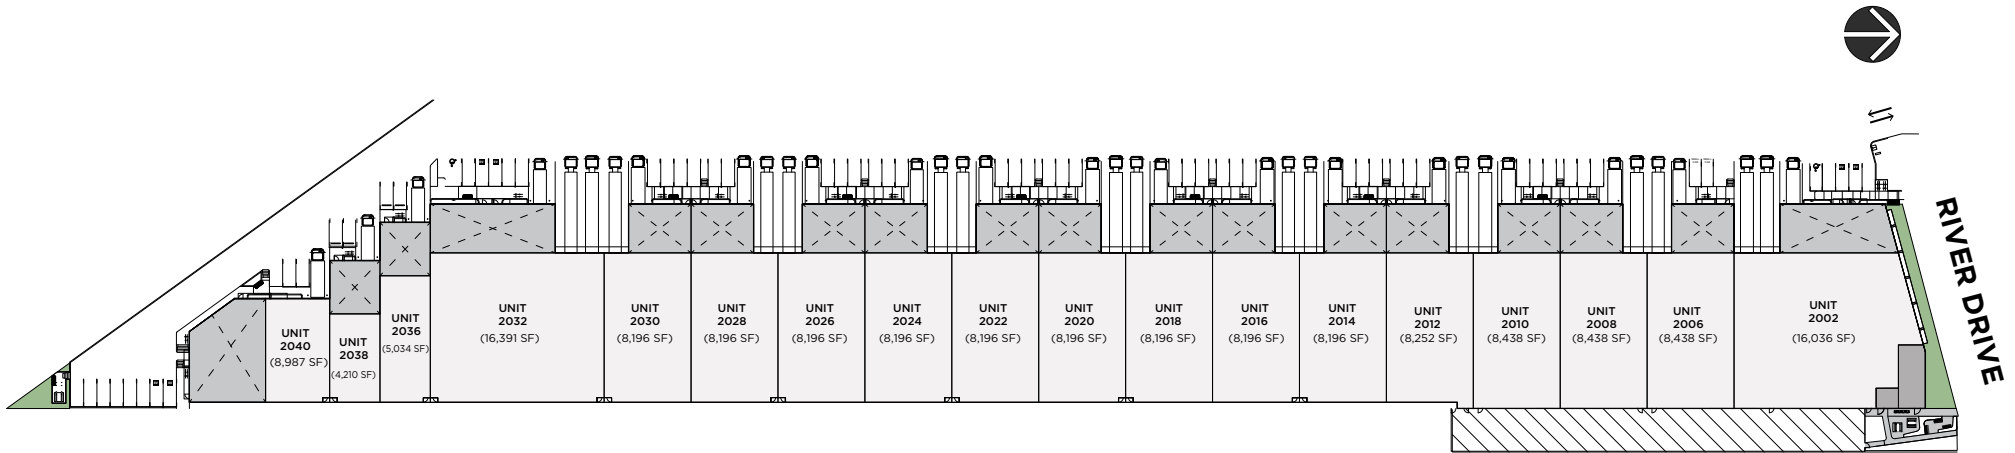 UNIT
2040
(8,987 SF)
UNIT
2038
(4,210 SF)
UNIT
2036
(5,034 SF)
UNIT
2032
(16,391 SF)
UNIT
2030
(8,196 SF)
UNIT
2028
(8,196 SF)
UNIT
2026
(8,196 SF)
UNIT
2024
(8,196 SF)
UNIT
2022
(8,196 SF)
UNIT
2020
(8,196 SF)
UNIT
2018
(8,196 SF)
UNIT
2016
(8,196 SF)
UNIT
2014
(8,196 SF)
UNIT
2012
(8,252 SF)
UNIT
2010
(8,438 SF)
UNIT
2008
(8,438 SF)
UNIT
2006
(8,438 SF)
UNIT
2002
(16,036 SF)
RIVER DRIVE